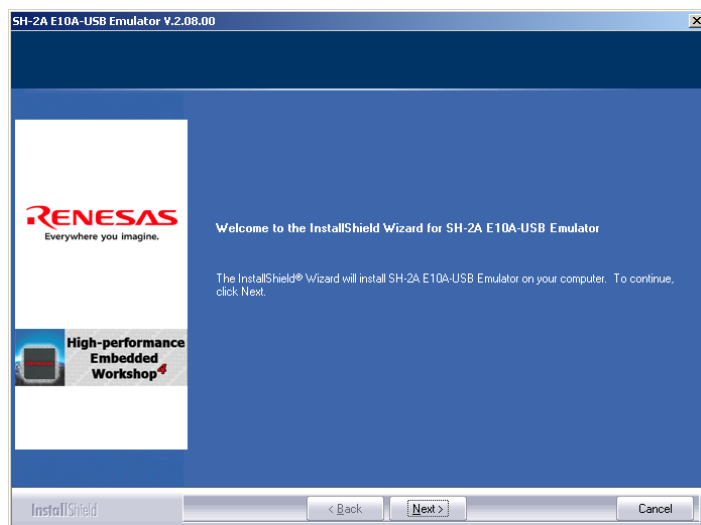 SH-2A E10A-USB Emulator V.2.08.00
RENESAS
Everywhere you imagine.
Welcome to the InstallShield Wizard for SH-2A E10A-USB Emulator
The InstallShield® Wizard will install SH-2A E10A-USB Emulator on your computer. To continue,
click Next.
High-performance
Embedded
Workshop4
InstallShield
< Back
Next >
Cancel